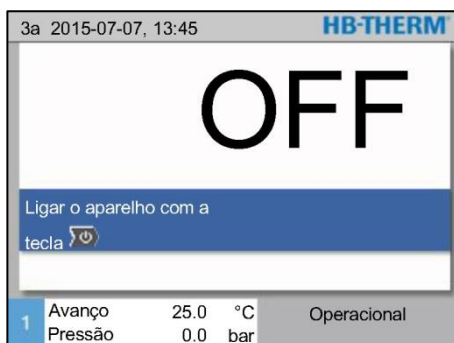 3a 2015-07-07, 13:45 HB-THERM®
OFF
Ligar o aparelho com a
tecla
1 Avanço 25.0 °C Operacional
Pressão 0.0 bar